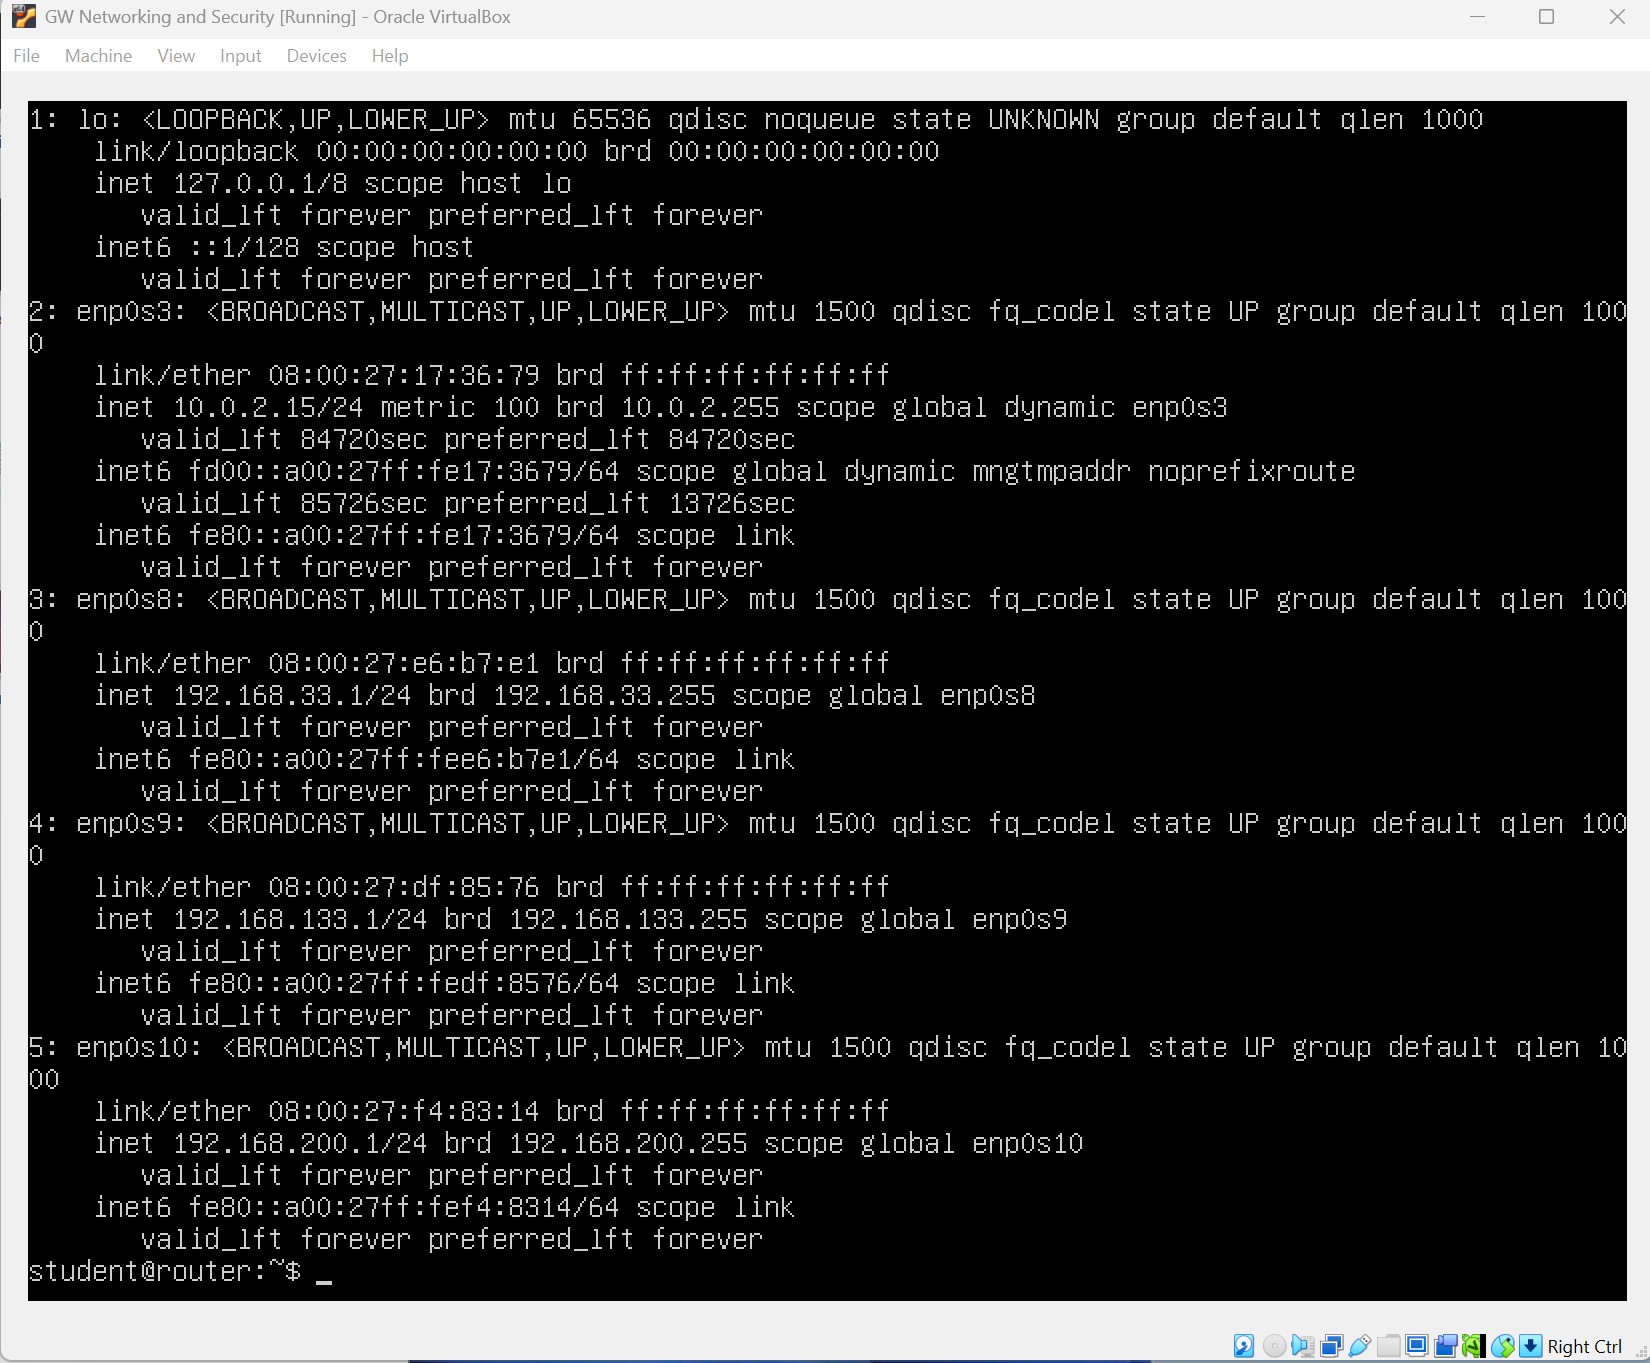 GW Networking and Security [Running] - Oracle VirtualBox
File Machine View Input Devices Help
1: lo: <LOOPBACK,UP,LOWER_UP> mtu 65536 qdisc noqueue state UNKNOWN group default qlen 1000
link/loopback 00:00:00:00:00:00 brd 00:00:00:00:00:00
inet 127.0.0.1/8 scope host lo
valid_lft forever preferred_lft forever
inet6 ::1/128 scope host
valid_lft forever preferred_lft forever
2: enp0s3: <BROADCAST,MULTICAST,UP,LOWER_UP> mtu 1500 qdisc fq_codel state UP group default qlen 100
0
link/ether 08:00:27:17:36:79 brd ff:ff:ff:ff:ff:ff
inet 10.0.2.15/24 metric 100 brd 10.0.2.255 scope global dynamic enp0s3
valid_lft 84720sec preferred_lft 84720sec
inet6 fd00::a00:27ff:fe17:3679/64 scope global dynamic mngtmpaddr noprefixroute
valid_lft 85726sec preferred_lft 13726sec
inet6 fe80::a00:27ff:fe17:3679/64 scope link
valid_lft forever preferred_lft forever
3: enp0s8: <BROADCAST,MULTICAST,UP,LOWER_UP> mtu 1500 qdisc fq_codel state UP group default qlen 100
0
link/ether 08:00:27:e6:b7:e1 brd ff:ff:ff:ff:ff:ff
inet 192.168.33.1/24 brd 192.168.33.255 scope global enp0s8
valid_lft forever preferred_lft forever
inet6 fe80::a00:27ff:fee6:b7e1/64 scope link
valid_lft forever preferred_lft forever
4: enp0s9: <BROADCAST,MULTICAST,UP,LOWER_UP> mtu 1500 qdisc fq_codel state UP group default qlen 100
0
link/ether 08:00:27:df:85:76 brd ff:ff:ff:ff:ff:ff
inet 192.168.133.1/24 brd 192.168.133.255 scope global enp0s9
valid_lft forever preferred_lft forever
inet6 fe80::a00:27ff:fedf:8576/64 scope link
valid_lft forever preferred_lft forever
5: enp0s10: <BROADCAST,MULTICAST,UP,LOWER_UP> mtu 1500 qdisc fq_codel state UP group default qlen 10
00
link/ether 08:00:27:f4:83:14 brd ff:ff:ff:ff:ff:ff
inet 192.168.200.1/24 brd 192.168.200.255 scope global enp0s10
valid_lft forever preferred_lft forever
inet6 fe80::a00:27ff:fef4:8314/64 scope link
valid_lft forever preferred_lft forever
student@router:~$ _
Right Ctrl